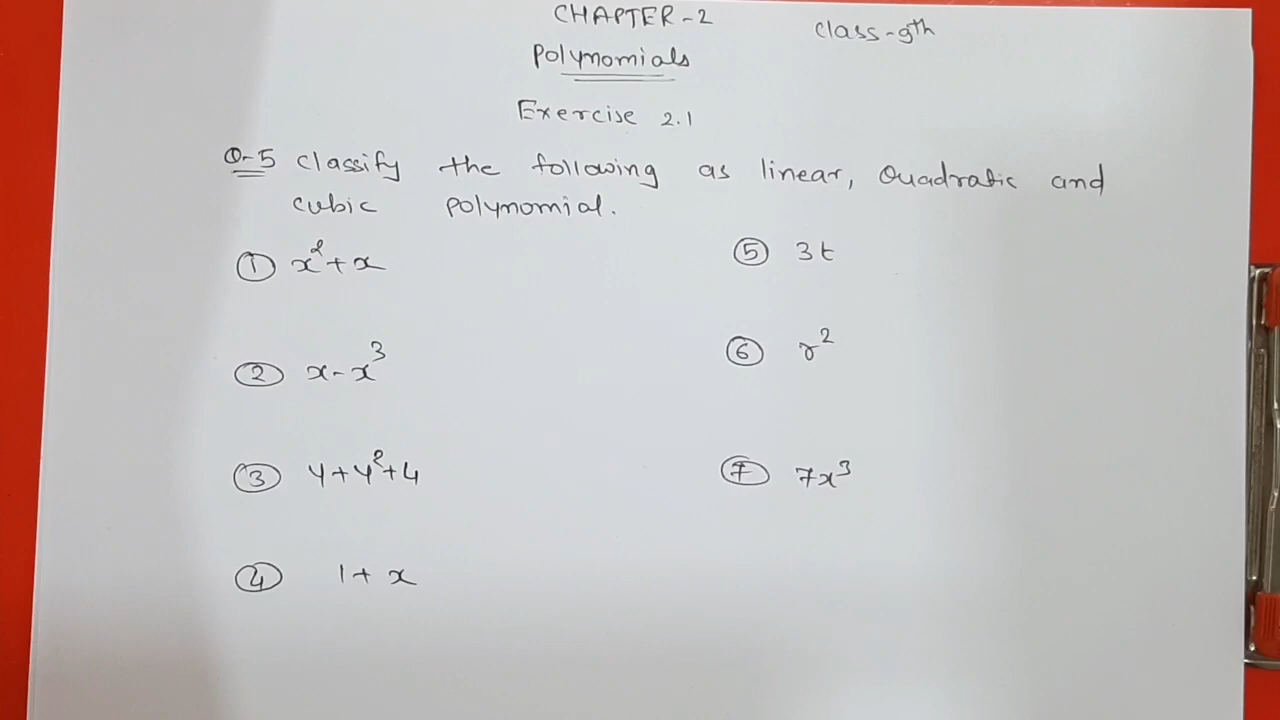 CHAPTER-2
Class-9th
Polynomials
Exercise 2.1
Q-5 Classify the following as linear, Quadratic and
cubic polynomial.
① x²+x
② x-x³
③ y+y²+4
④ 1+x
⑤ 3t
⑥ r²
⑦ 7x³